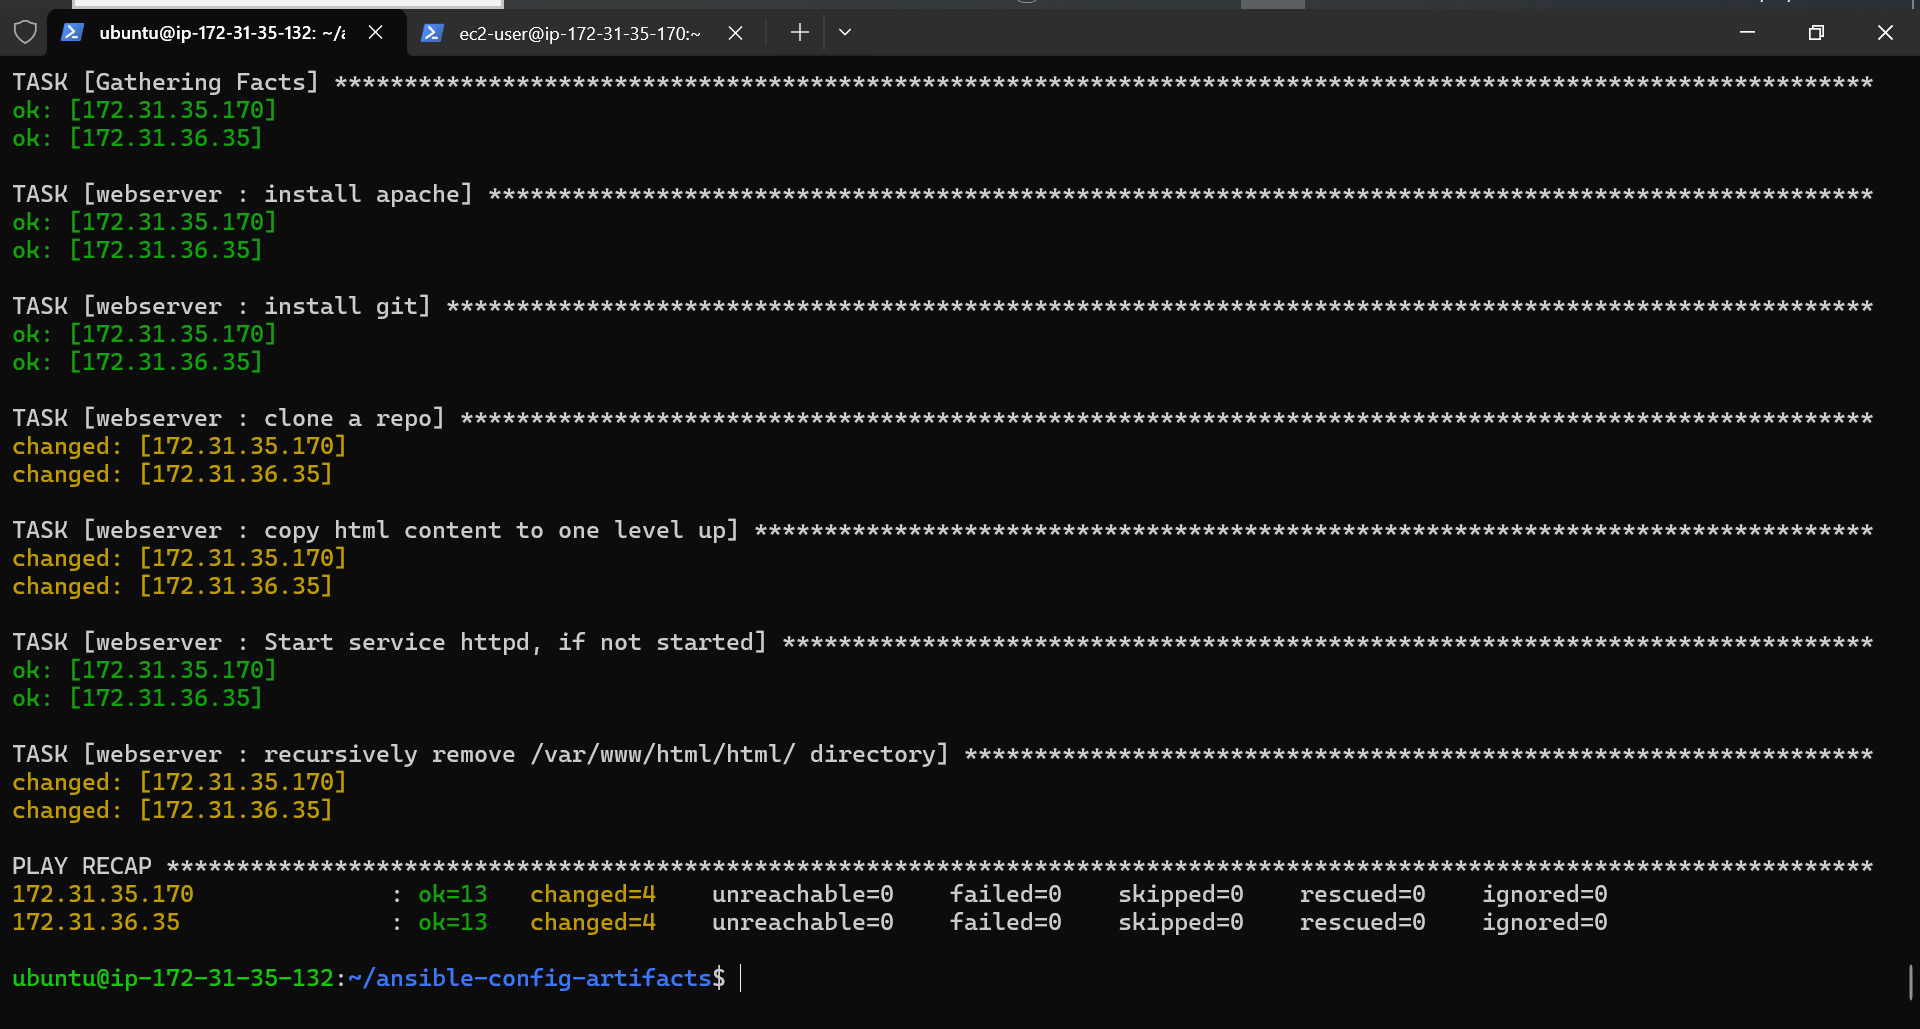 ubuntu@ip-172-31-35-132: ~/a
ec2-user@ip-172-31-35-170:~
TASK [Gathering Facts] **************************************************************************************************************
ok: [172.31.35.170]
ok: [172.31.36.35]
TASK [webserver : install apache] ***************************************************************************************************
ok: [172.31.35.170]
ok: [172.31.36.35]
TASK [webserver : install git] ******************************************************************************************************
ok: [172.31.35.170]
ok: [172.31.36.35]
TASK [webserver : clone a repo] *****************************************************************************************************
changed: [172.31.35.170]
changed: [172.31.36.35]
TASK [webserver : copy html content to one level up] ********************************************************************************
changed: [172.31.35.170]
changed: [172.31.36.35]
TASK [webserver : Start service httpd, if not started] ******************************************************************************
ok: [172.31.35.170]
ok: [172.31.36.35]
TASK [webserver : recursively remove /var/www/html/html/ directory] *****************************************************************
changed: [172.31.35.170]
changed: [172.31.36.35]
PLAY RECAP **************************************************************************************************************************
172.31.35.170              : ok=13   changed=4    unreachable=0    failed=0    skipped=0    rescued=0    ignored=0
172.31.36.35               : ok=13   changed=4    unreachable=0    failed=0    skipped=0    rescued=0    ignored=0
ubuntu@ip-172-31-35-132:~/ansible-config-artifacts$